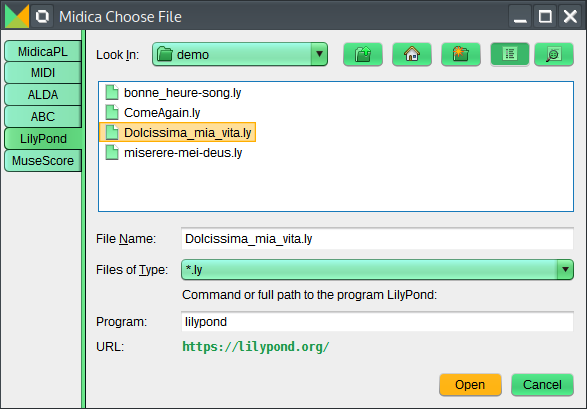 Midica Choose File
MidicaPL
MIDI
ALDA
ABC
LilyPond
MuseScore
Look In: demo
bonne_heure-song.ly
ComeAgain.ly
Dolcissima_mia_vita.ly
miserere-mei-deus.ly
File Name: Dolcissima_mia_vita.ly
Files of Type: *.ly
Command or full path to the program LilyPond:
Program: lilypond
URL: https://lilypond.org/
Open Cancel